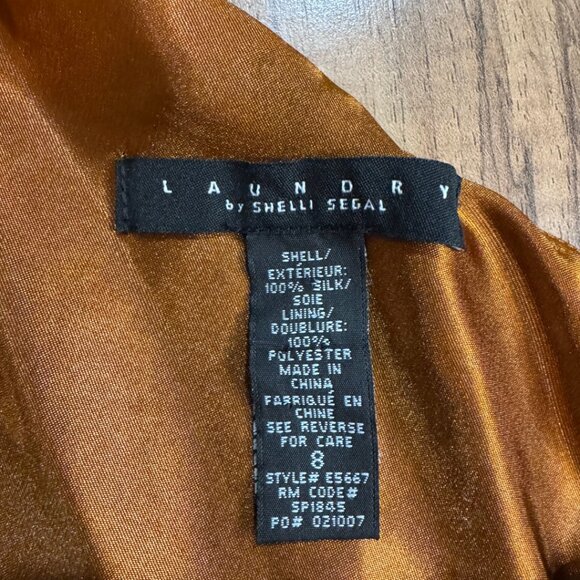 LAUNDRY
by SHELLI SEGAL
SHELL/
EXTÉRIEUR:
100% SILK/
SOIE
LINING/
DOUBLURE:
100%
POLYESTER
MADE IN
CHINA
FABRIQUÉ EN
CHINE
SEE REVERSE
FOR CARE
8
STYLE# E5667
RM CODE#
SP1845
PO# 021007